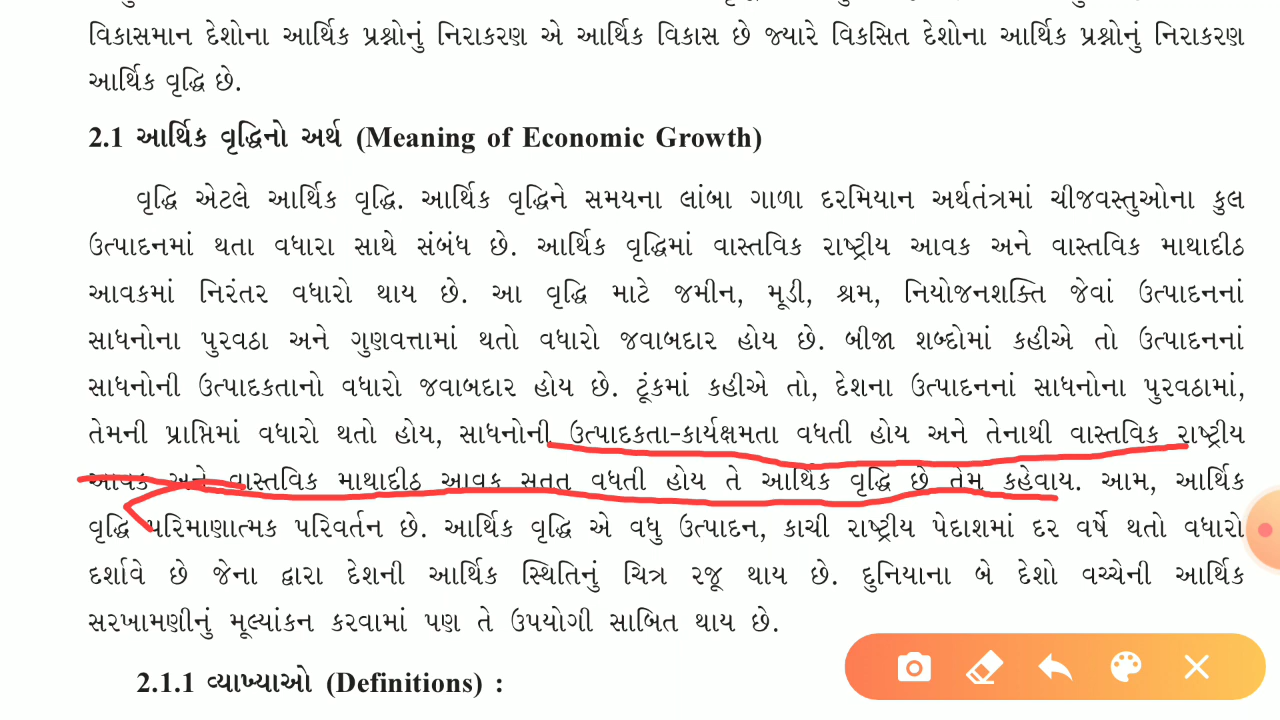 વિકાસમાન દેશોના આર્થિક પ્રશ્નોનું નિરાકરણ એ આર્થિક વિકાસ છે જ્યારે વિકસિત દેશોના આર્થિક પ્રશ્નોનું નિરાકરણ
આર્થિક વૃદ્ધિ છે.
2.1 આર્થિક વૃદ્ધિનો અર્થ (Meaning of Economic Growth)
વૃદ્ધિ એટલે આર્થિક વૃદ્ધિ. આર્થિક વૃદ્ધિને સમયના લાંબા ગાળા દરમિયાન અર્થતંત્રમાં ચીજવસ્તુઓના કુલ
ઉત્પાદનમાં થતા વધારા સાથે સંબંધ છે. આર્થિક વૃદ્ધિમાં વાસ્તવિક રાષ્ટ્રીય આવક અને વાસ્તવિક માથાદીઠ
આવકમાં નિરંતર વધારો થાય છે. આ વૃદ્ધિ માટે જમીન, મૂડી, શ્રમ, નિયોજનશક્તિ જેવાં ઉત્પાદનનાં
સાધનોના પુરવઠા અને ગુણવત્તામાં થતો વધારો જવાબદાર હોય છે. બીજા શબ્દોમાં કહીએ તો ઉત્પાદનનાં
સાધનોની ઉત્પાદકતાનો વધારો જવાબદાર હોય છે. ટૂંકમાં કહીએ તો, દેશના ઉત્પાદનનાં સાધનોના પુરવઠામાં,
તેમની પ્રાપ્તિમાં વધારો થતો હોય, સાધનોની ઉત્પાદકતા-કાર્યક્ષમતા વધતી હોય અને તેનાથી વાસ્તવિક રાષ્ટ્રીય
આવક અને વાસ્તવિક માથાદીઠ આવક સતત વધતી હોય તે આર્થિક વૃદ્ધિ છે તેમ કહેવાય. આમ, આર્થિક
વૃદ્ધિ પરિમાણાત્મક પરિવર્તન છે. આર્થિક વૃદ્ધિ એ વધુ ઉત્પાદન, કાચી રાષ્ટ્રીય પેદાશમાં દર વર્ષે થતો વધારો
દર્શાવે છે જેના દ્વારા દેશની આર્થિક સ્થિતિનું ચિત્ર રજૂ થાય છે. દુનિયાના બે દેશો વચ્ચેની આર્થિક
સરખામણીનું મૂલ્યાંકન કરવામાં પણ તે ઉપયોગી સાબિત થાય છે.
2.1.1 વ્યાખ્યાઓ (Definitions) :